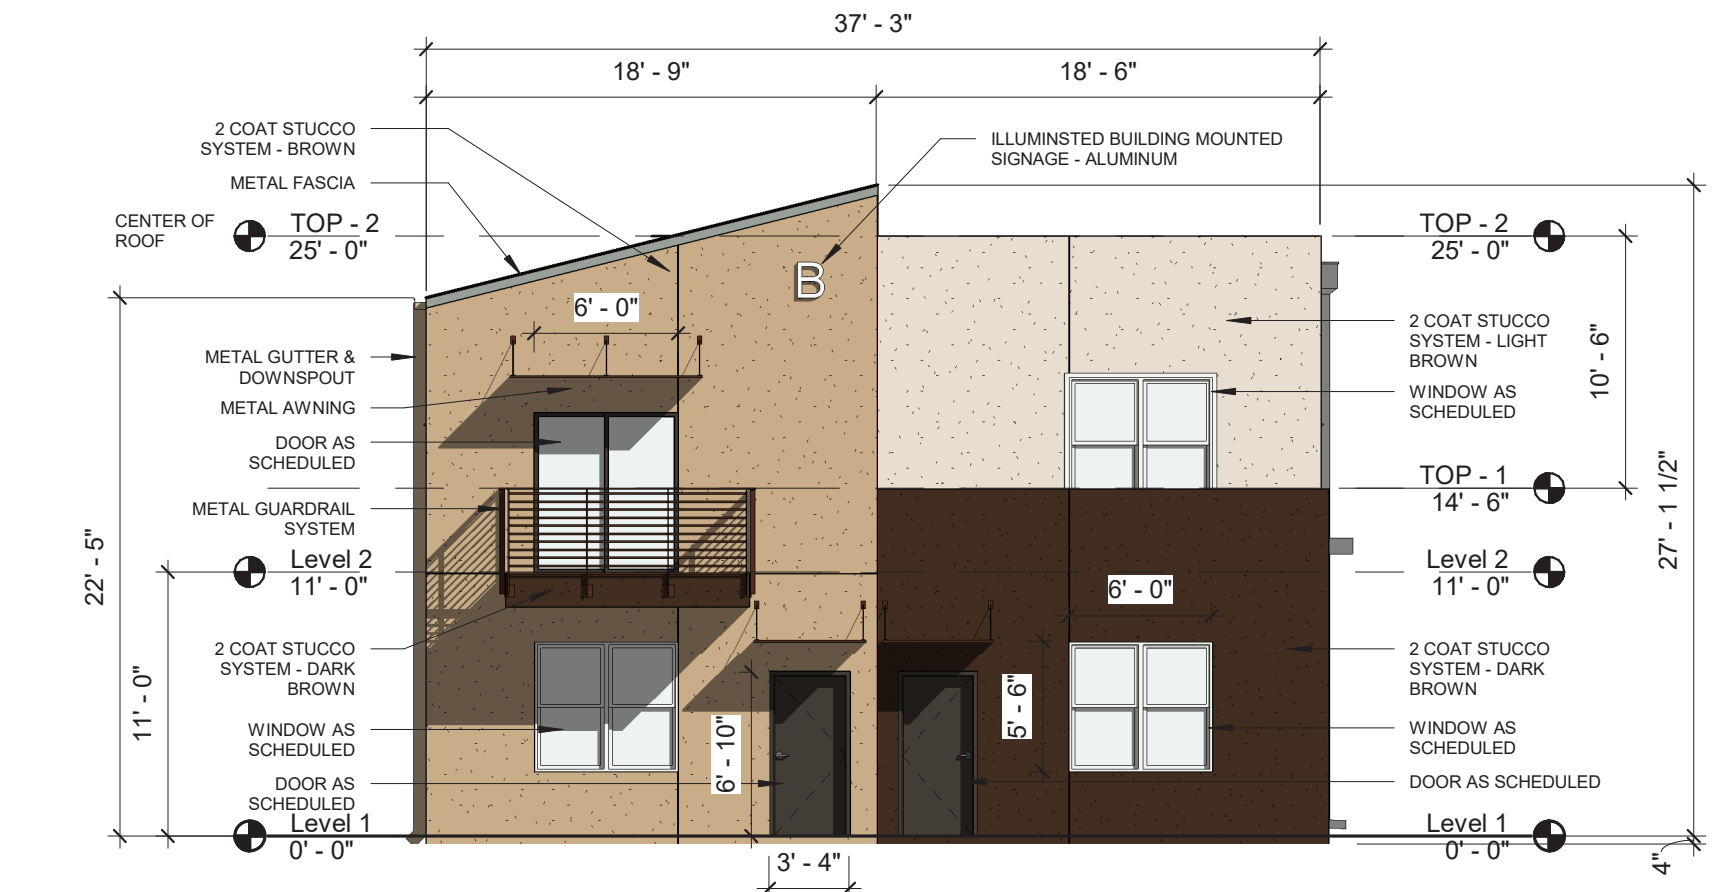 37' - 3"
18' - 9"
18' - 6"
2 COAT STUCCO
SYSTEM - BROWN
METAL FASCIA
CENTER OF
ROOF
TOP - 2
25' - 0"
ILLUMINSTED BUILDING MOUNTED
SIGNAGE - ALUMINUM
TOP - 2
25' - 0"
B
6' - 0"
METAL GUTTER &
DOWNSPOUT
METAL AWNING
DOOR AS
SCHEDULED
METAL GUARDRAIL
SYSTEM
Level 2
11' - 0"
22' - 5"
11' - 0"
2 COAT STUCCO
SYSTEM - DARK
BROWN
WINDOW AS
SCHEDULED
DOOR AS
SCHEDULED
Level 1
0' - 0"
6' - 10"
3' - 4"
5' - 6"
6' - 0"
2 COAT STUCCO
SYSTEM - LIGHT
BROWN
WINDOW AS
SCHEDULED
10' - 6"
TOP - 1
14' - 6"
27' - 1 1/2"
Level 2
11' - 0"
2 COAT STUCCO
SYSTEM - DARK
BROWN
WINDOW AS
SCHEDULED
DOOR AS SCHEDULED
Level 1
0' - 0"
4"